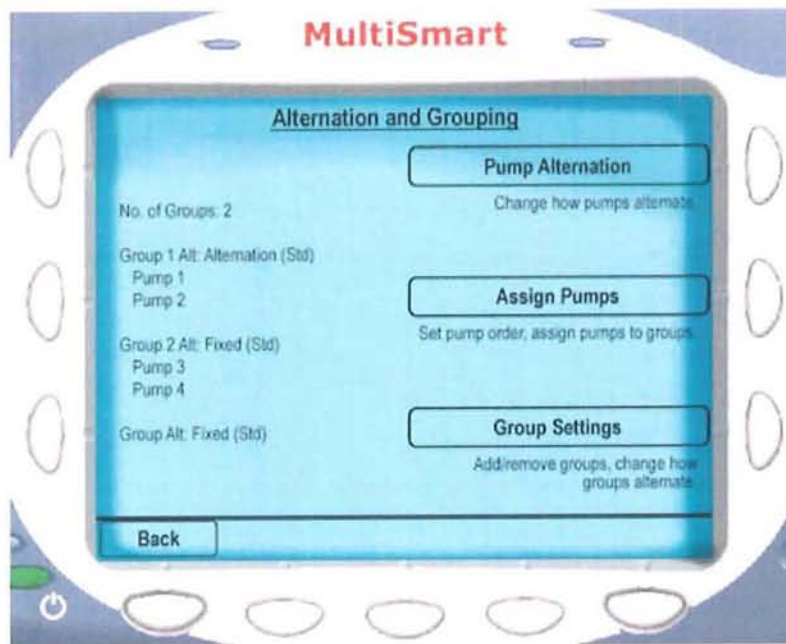 MultiSmart
Alternation and Grouping
No. of Groups: 2
Group 1 Alt: Alternation (Std)
Pump 1
Pump 2
Group 2 Alt: Fixed (Std)
Pump 3
Pump 4
Group Alt: Fixed (Std)
Pump Alternation
Change how pumps alternate.
Assign Pumps
Set pump order, assign pumps to groups.
Group Settings
Add/remove groups, change how
groups alternate.
Back